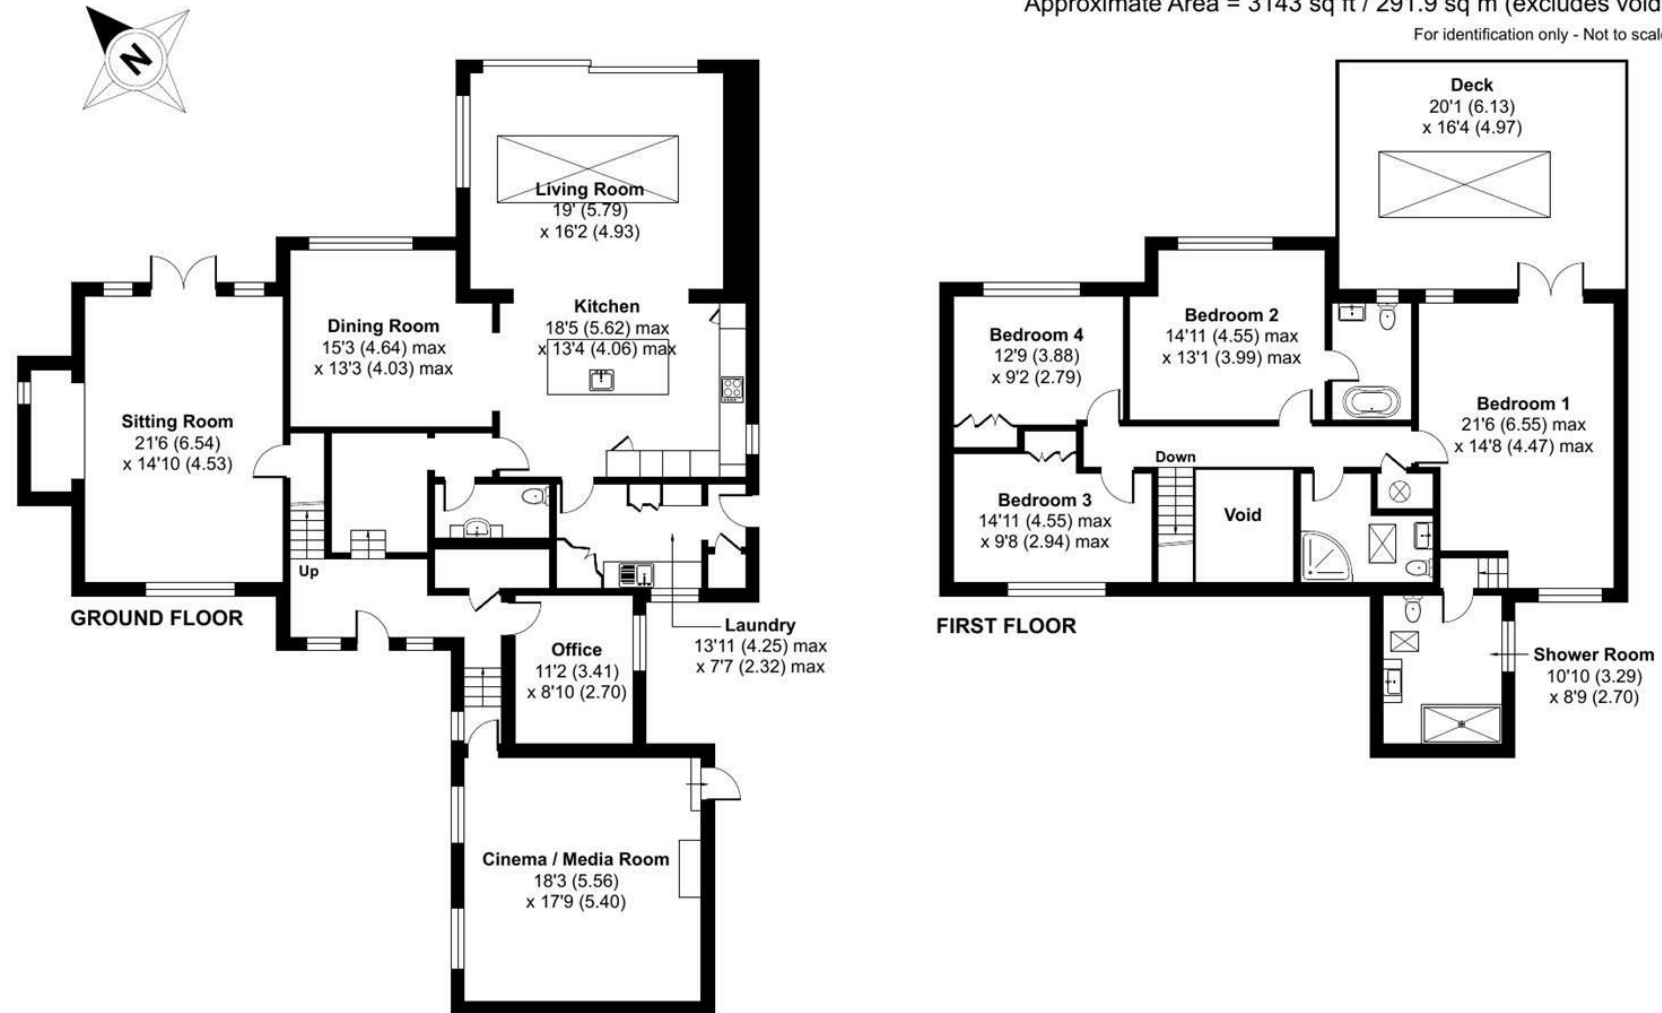 Approximate Area = 3143 sq ft / 291.9 sq m (excludes void
For identification only - Not to scale
N
Living Room
19' (5.79)
x 16'2 (4.93)
Kitchen
18'5 (5.62) max
x 13'4 (4.06) max
Dining Room
15'3 (4.64) max
x 13'3 (4.03) max
Sitting Room
21'6 (6.54)
x 14'10 (4.53)
Up
GROUND FLOOR
Laundry
13'11 (4.25) max
x 7'7 (2.32) max
Office
11'2 (3.41)
x 8'10 (2.70)
Cinema / Media Room
18'3 (5.56)
x 17'9 (5.40)
Deck
20'1 (6.13)
x 16'4 (4.97)
Bedroom 2
14'11 (4.55) max
x 13'1 (3.99) max
Bedroom 4
12'9 (3.88)
x 9'2 (2.79)
Bedroom 1
21'6 (6.55) max
x 14'8 (4.47) max
Down
Bedroom 3
14'11 (4.55) max
x 9'8 (2.94) max
Void
FIRST FLOOR
Shower Room
10'10 (3.29)
x 8'9 (2.70)